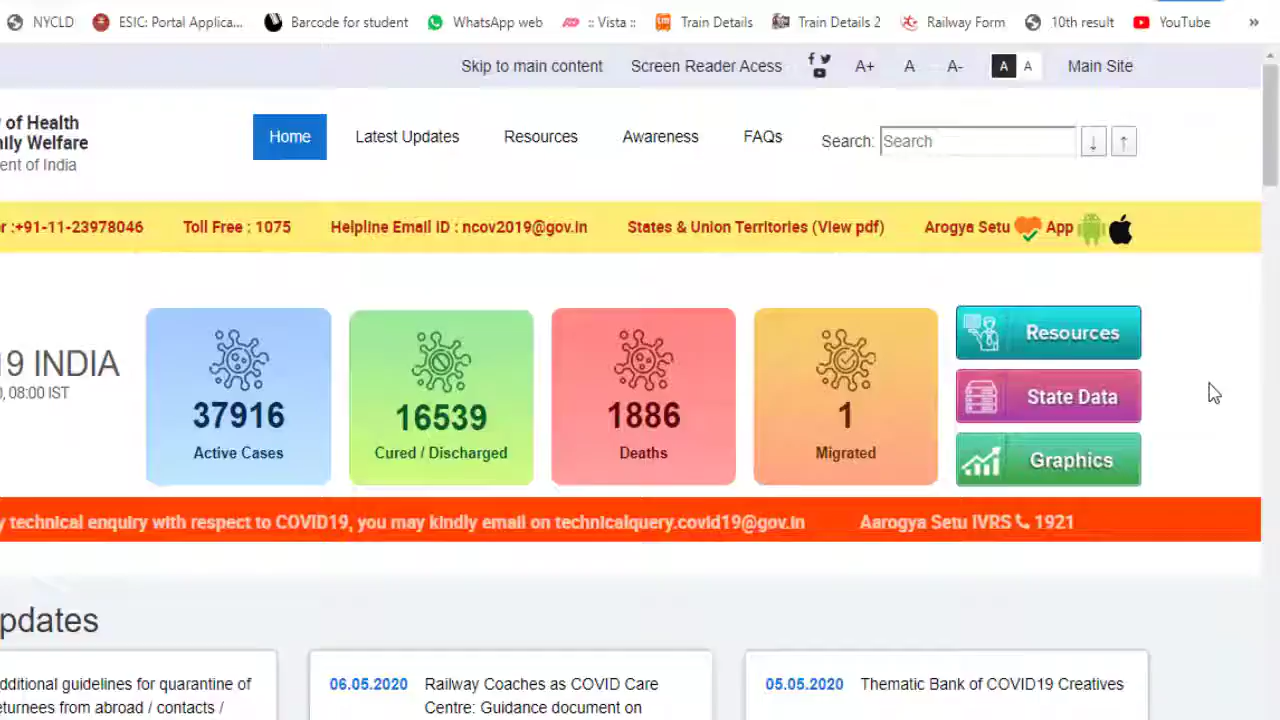 NYCLD ESIC: Portal Applica... Barcode for student WhatsApp web :: Vista :: Train Details Train Details 2 Railway Form 10th result YouTube »
Skip to main content Screen Reader Acess A+ A A- A A Main Site
y of Health
ily Welfare
ent of India
Home Latest Updates Resources Awareness FAQs Search: Search ↓ ↑
r :+91-11-23978046 Toll Free : 1075 Helpline Email ID : ncov2019@gov.in States & Union Territories (View pdf) Arogya Setu App
19 INDIA
0, 08:00 IST
37916
Active Cases
16539
Cured / Discharged
1886
Deaths
1
Migrated
Resources
State Data
Graphics
y technical enquiry with respect to COVID19, you may kindly email on technicalquery.covid19@gov.in Aarogya Setu IVRS 1921
pdates
dditional guidelines for quarantine of
eturnees from abroad / contacts /
06.05.2020 Railway Coaches as COVID Care
Centre: Guidance document on
05.05.2020 Thematic Bank of COVID19 Creatives